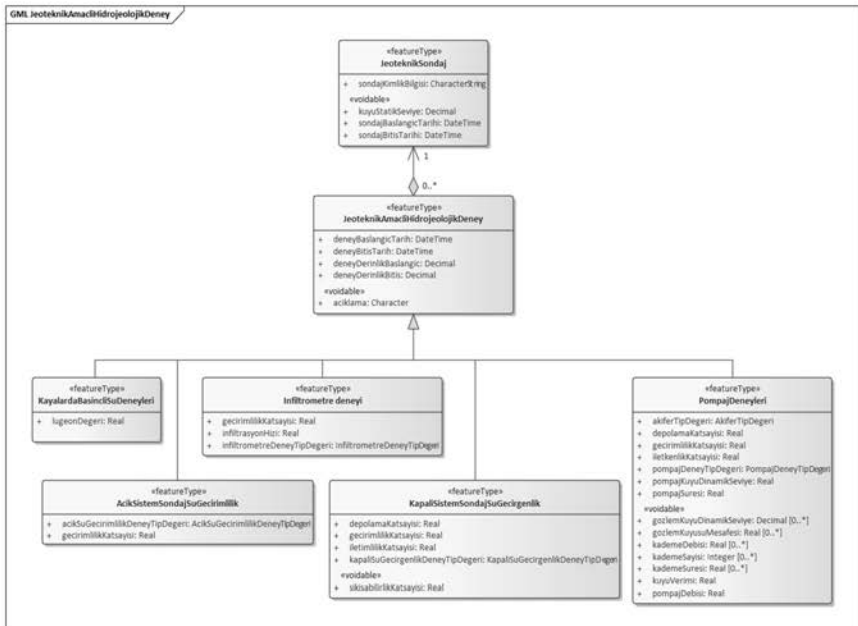 GML JeoteknikAmacliHidrojeolojikDeney
«featureType»
JeoteknikSondaj
+ sondajKimlikBilgisi: CharacterString
«voidable»
+ kuyuStatikSeviye: Decimal
+ sondajBaslangicTarihi: DateTime
+ sondajBitisTarihi: DateTime
1
0..*
«featureType»
JeoteknikAmacliHidrojeolojikDeney
+ deneyBaslangicTarih: DateTime
+ deneyBitisTarih: DateTime
+ deneyDerinlikBaslangic: Decimal
+ deneyDerinlikBitis: Decimal
«voidable»
+ aciklama: Character
«featureType»
KayalardaBasincliSuDeneyleri
+ lugeonDegeri: Real
«featureType»
Infiltrometre deneyi
+ gecirimlilikKatsayisi: Real
+ infiltrasyonHizi: Real
+ infiltrometreDeneyTipDegeri: InfiltrometreDeneyTipDegeri
«featureType»
PompajDeneyleri
+ akiferTipDegeri: AkiferTipDegeri
+ depolamaKatsayisi: Real
+ gecirimlilikKatsayisi: Real
+ iletkenlikKatsayisi: Real
+ pompajDeneyTipDegeri: PompajDeneyTipDegeri
+ pompajKuyuDinamikSeviye: Real
+ pompajSuresi: Real
«voidable»
+ gozlemKuyuDinamikSeviye: Decimal [0..*]
+ gozlemKuyusuMesafesi: Real [0..*]
+ kademeDebisi: Real [0..*]
+ kademeSayisi: Integer [0..*]
+ kademeSuresi: Real [0..*]
+ kuyuVerimi: Real
+ pompajDebisi: Real
«featureType»
AcikSistemSondajSuGecirimlilik
+ acikSuGecirimlilikDeneyTipDegeri: AcikSuGecirimlilikDeneyTipDegeri
+ gecirimlilikKatsayisi: Real
«featureType»
KapaliSistemSondajSuGecirgenlik
+ depolamaKatsayisi: Real
+ gecirimlilikKatsayisi: Real
+ iletimlilikKatsayisi: Real
+ kapaliSuGecirgenlikDeneyTipDegeri: KapaliSuGecirgenlikDeneyTipDegeri
«voidable»
+ sikisabilirlikKatsayisi: Real